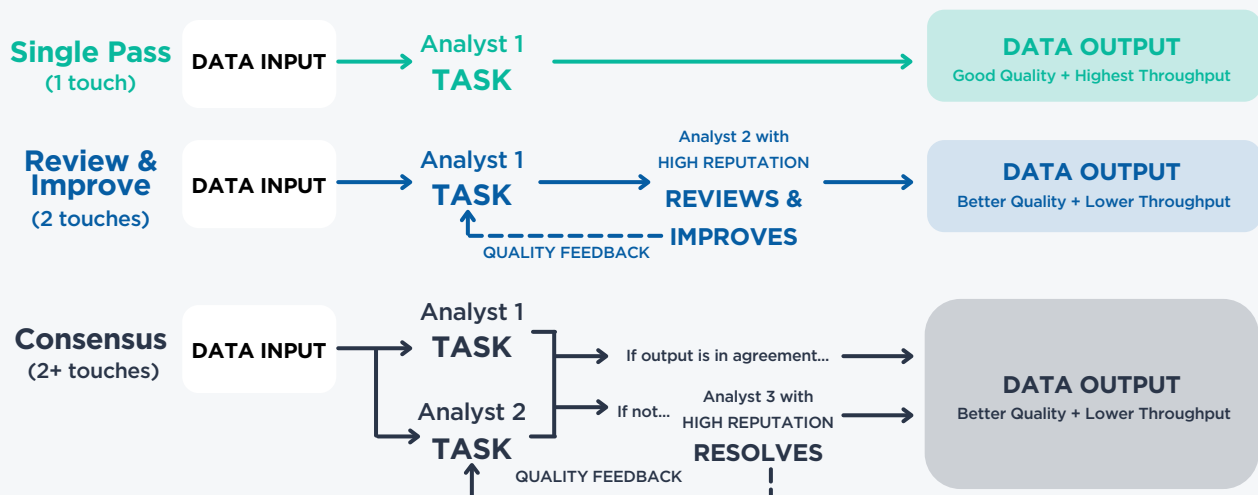 Single Pass
(1 touch)
DATA INPUT
Analyst 1
TASK
DATA OUTPUT
Good Quality + Highest Throughput
Review &
Improve
(2 touches)
DATA INPUT
Analyst 1
TASK
Analyst 2 with
HIGH REPUTATION
REVIEWS &
IMPROVES
QUALITY FEEDBACK
DATA OUTPUT
Better Quality + Lower Throughput
Consensus
(2+ touches)
DATA INPUT
Analyst 1
TASK
Analyst 2
TASK
If output is in agreement...
If not...
Analyst 3 with
HIGH REPUTATION
RESOLVES
QUALITY FEEDBACK
DATA OUTPUT
Better Quality + Lower Throughput